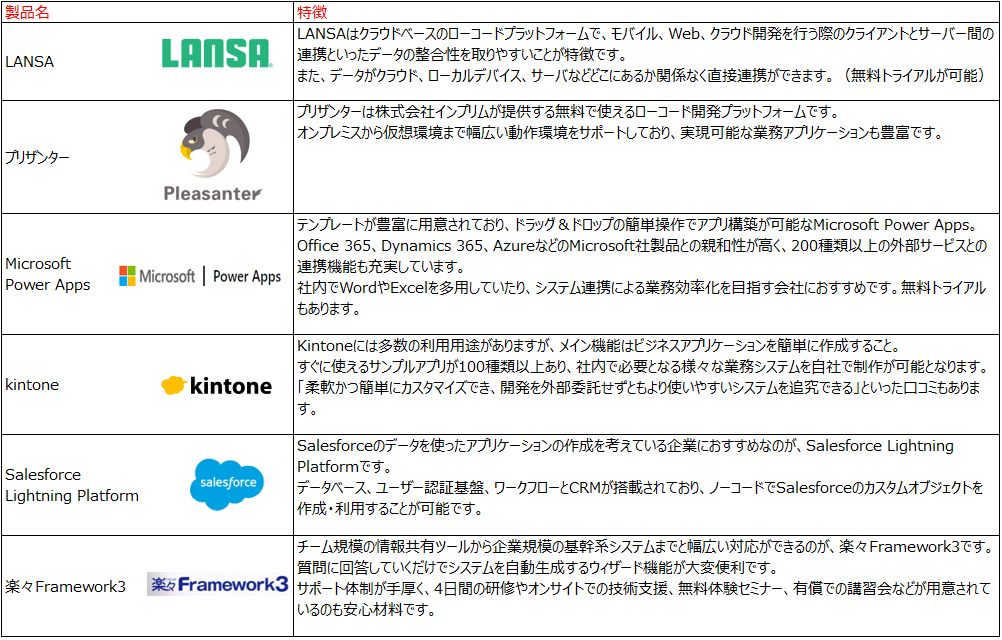 製品名
特徴
LANSA
LANSA
LANSAはクラウドベースのローコードプラットフォームで、モバイル、Web、クラウド開発を行う際のクライアントとサーバー間の
連携といったデータの整合性を取りやすいことが特徴です。
また、データがクラウド、ローカルデバイス、サーバなどどこにあるか関係なく直接連携ができます。（無料トライアルが可能）
プリザンター
Pleasanter
プリザンターは株式会社インプリムが提供する無料で使えるローコード開発プラットフォームです。
オンプレミスから仮想環境まで幅広い動作環境をサポートしており、実現可能な業務アプリケーションも豊富です。
Microsoft
Power Apps
Microsoft | Power Apps
テンプレートが豊富に用意されており、ドラッグ＆ドロップの簡単操作でアプリ構築が可能なMicrosoft Power Apps。
Office 365、Dynamics 365、AzureなどのMicrosoft社製品との親和性が高く、200種類以上の外部サービスとの
連携機能も充実しています。
社内でWordやExcelを多用していたり、システム連携による業務効率化を目指す会社におすすめです。無料トライアル
もあります。
kintone
kintone
Kintoneには多数の利用用途がありますが、メイン機能はビジネスアプリケーションを簡単に作成すること。
すぐに使えるサンプルアプリが100種類以上あり、社内で必要となる様々な業務システムを自社で制作が可能となります。
「柔軟かつ簡単にカスタマイズでき、開発を外部委託せずともより使いやすいシステムを追究できる」といった口コミもありま
す。
Salesforce
Lightning Platform
salesforce
Salesforceのデータを使ったアプリケーションの作成を考えている企業におすすめなのが、Salesforce Lightning
Platformです。
データベース、ユーザー認証基盤、ワークフローとCRMが搭載されており、ノーコードでSalesforceのカスタムオブジェクトを
作成・利用することが可能です。
楽々Framework3
楽々Framework3
チーム規模の情報共有ツールから企業規模の基幹系システムまでと幅広い対応ができるのが、楽々Framework3です。
質問に回答していくだけでシステムを自動生成するウィザード機能が大変便利です。
サポート体制が手厚く、4日間の研修やオンサイトでの技術支援、無料体験セミナー、有償での講習会などが用意されて
いるのも安心材料です。